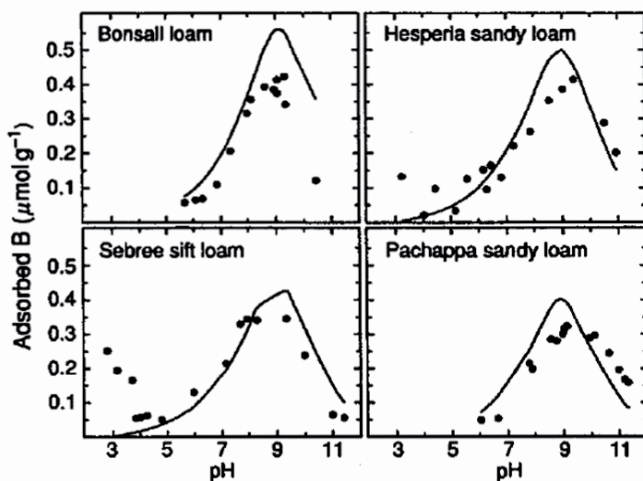 Bonsall loam
Hesperia sandy loam
0.5
0.4
0.3
0.2
0.1
Sebree sift loam
Pachappa sandy loam
0.5
0.4
0.3
0.2
0.1
Adsorbed B (μmol g⁻¹)
3 5 7 9 11
3 5 7 9 11
pH
pH